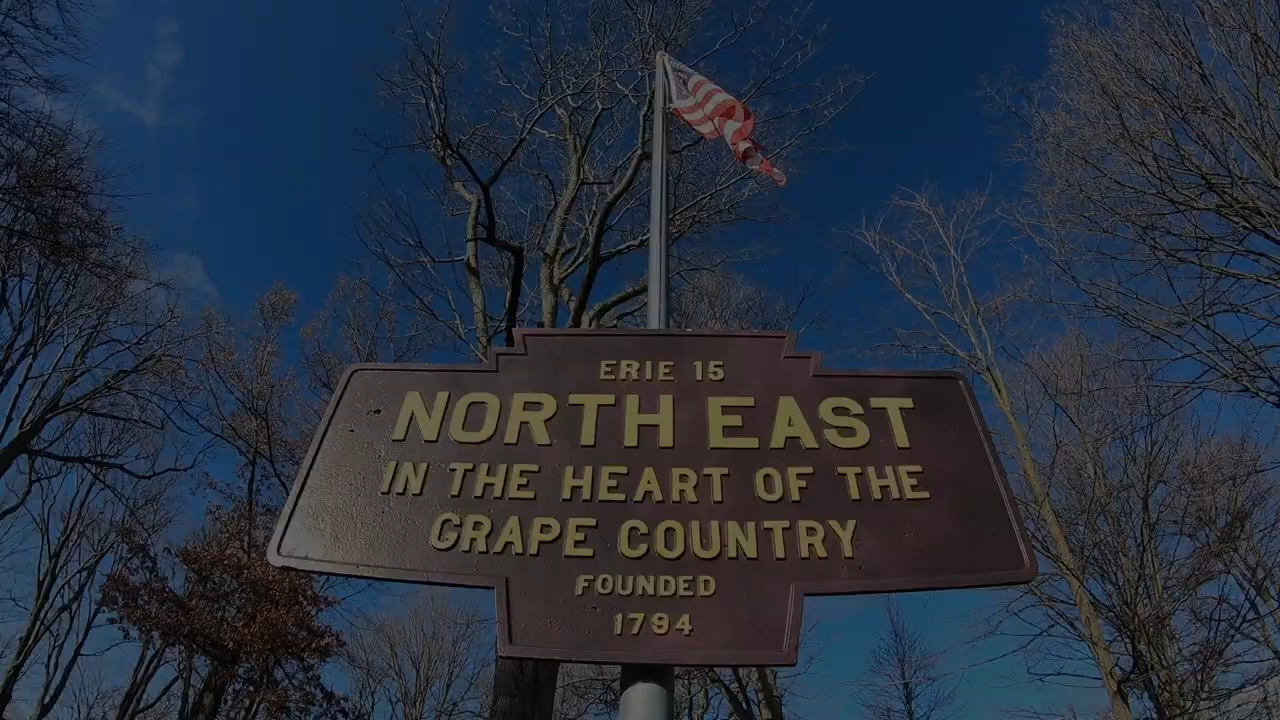 ERIE 15
NORTH EAST
IN THE HEART OF THE
GRAPE COUNTRY
FOUNDED
1794